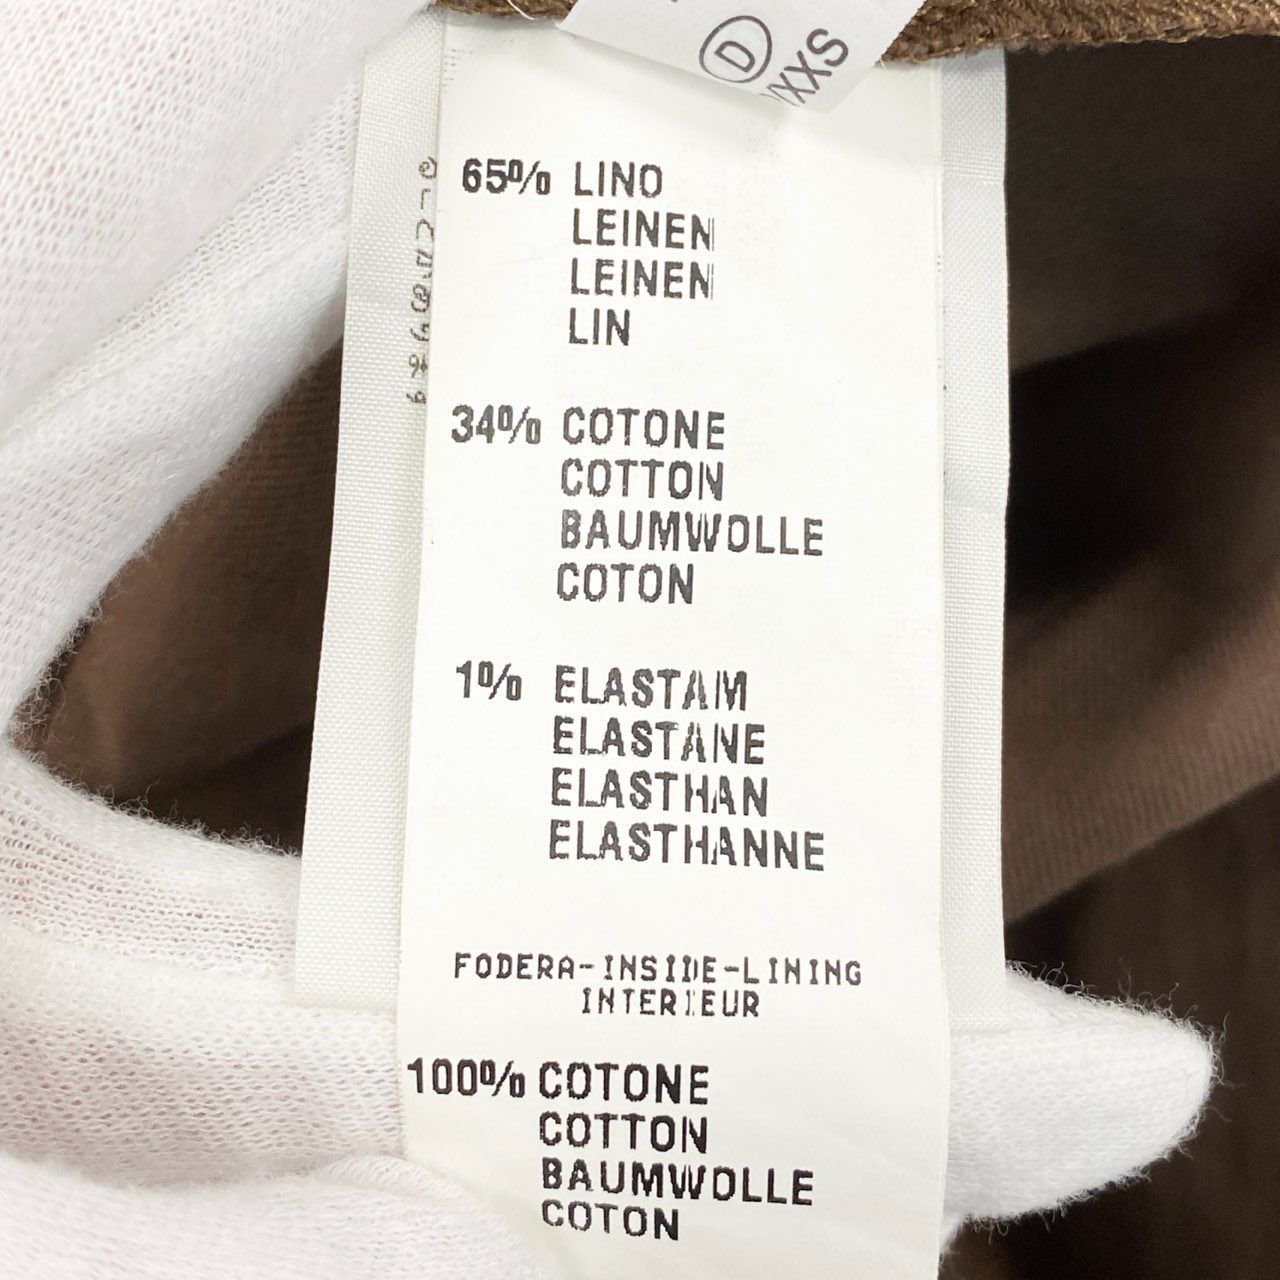 D
XXS
65% LINO
LEINEN
LEINEN
LIN
34% COTONE
COTTON
BAUMWOLLE
COTON
1% ELASTAM
ELASTANE
ELASTHAN
ELASTHANNE
FODERA-INSIDE-LINING
INTERIEUR
100% COTONE
COTTON
BAUMWOLLE
COTON